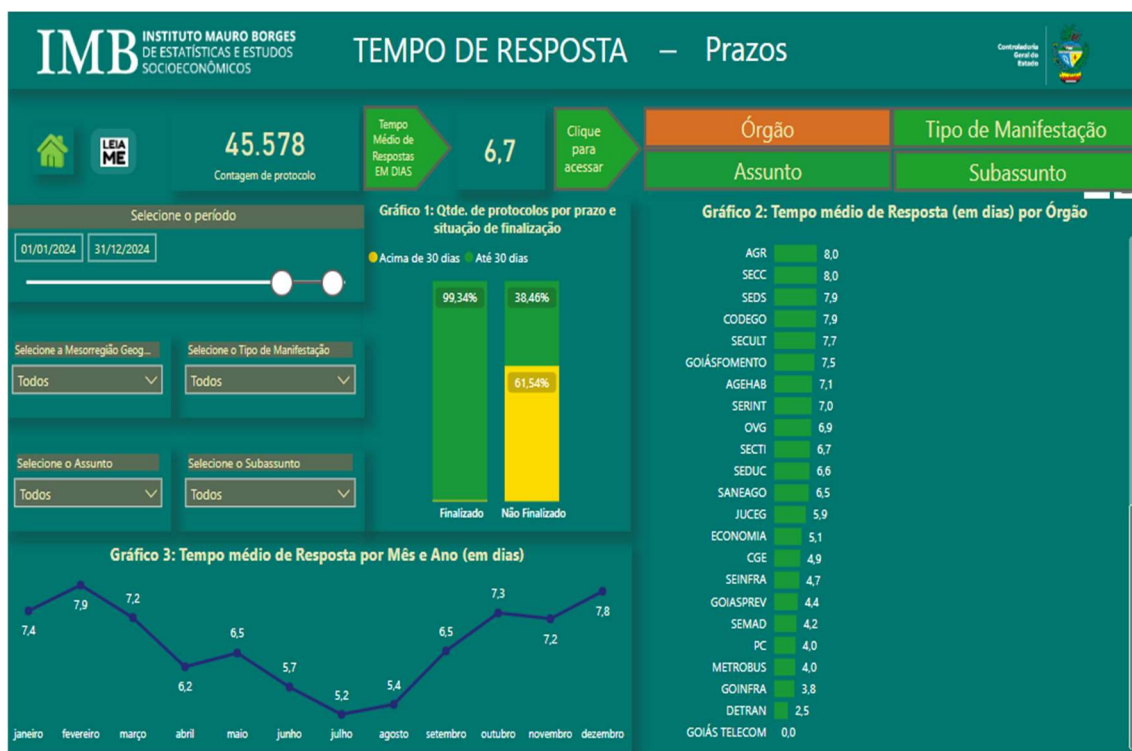 IMB INSTITUTO MAURO BORGES
DE ESTATÍSTICAS E ESTUDOS
SOCIOECONÔMICOS
TEMPO DE RESPOSTA – Prazos
Controladoria
Geral do
Estado
LEIA
ME
45.578
Contagem de protocolo
Tempo
Médio de
Respostas
EM DIAS
6,7
Clique
para
acessar
Órgão
Tipo de Manifestação
Assunto
Subassunto
Selecione o período
01/01/2024 31/12/2024
Selecione a Mesorregião Geog...
Todos
Selecione o Tipo de Manifestação
Todos
Selecione o Assunto
Todos
Selecione o Subassunto
Todos
Gráfico 1: Qtde. de protocolos por prazo e
situação de finalização
Acima de 30 dias Até 30 dias
99,34% 38,46%
61,54%
Finalizado Não Finalizado
Gráfico 2: Tempo médio de Resposta (em dias) por Órgão
AGR 8,0
SECC 8,0
SEDS 7,9
CODEGO 7,9
SECULT 7,7
GOIÁSFOMENTO 7,5
AGEHAB 7,1
SERINT 7,0
OVG 6,9
SECTI 6,7
SEDUC 6,6
SANEAGO 6,5
JUCEG 5,9
ECONOMIA 5,1
CGE 4,9
SEINFRA 4,7
GOIASPREV 4,4
SEMAD 4,2
PC 4,0
METROBUS 4,0
GOINFRA 3,8
DETRAN 2,5
GOIÁS TELECOM 0,0
Gráfico 3: Tempo médio de Resposta por Mês e Ano (em dias)
7,4 7,9 7,2 6,2 6,5 5,7 5,2 5,4 6,5 7,3 7,2 7,8
janeiro fevereiro março abril maio junho julho agosto setembro outubro novembro dezembro